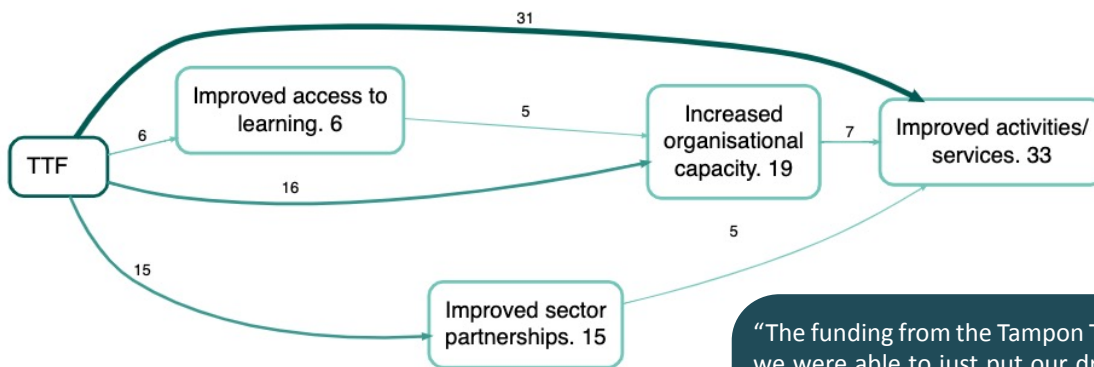 31
Improved access to
learning. 6
6
5
Increased
organisational
capacity. 19
7
Improved activities/
services. 33
TTF
16
15
5
Improved sector
partnerships. 15
“The funding from the Tampon T
we were able to just put our dr